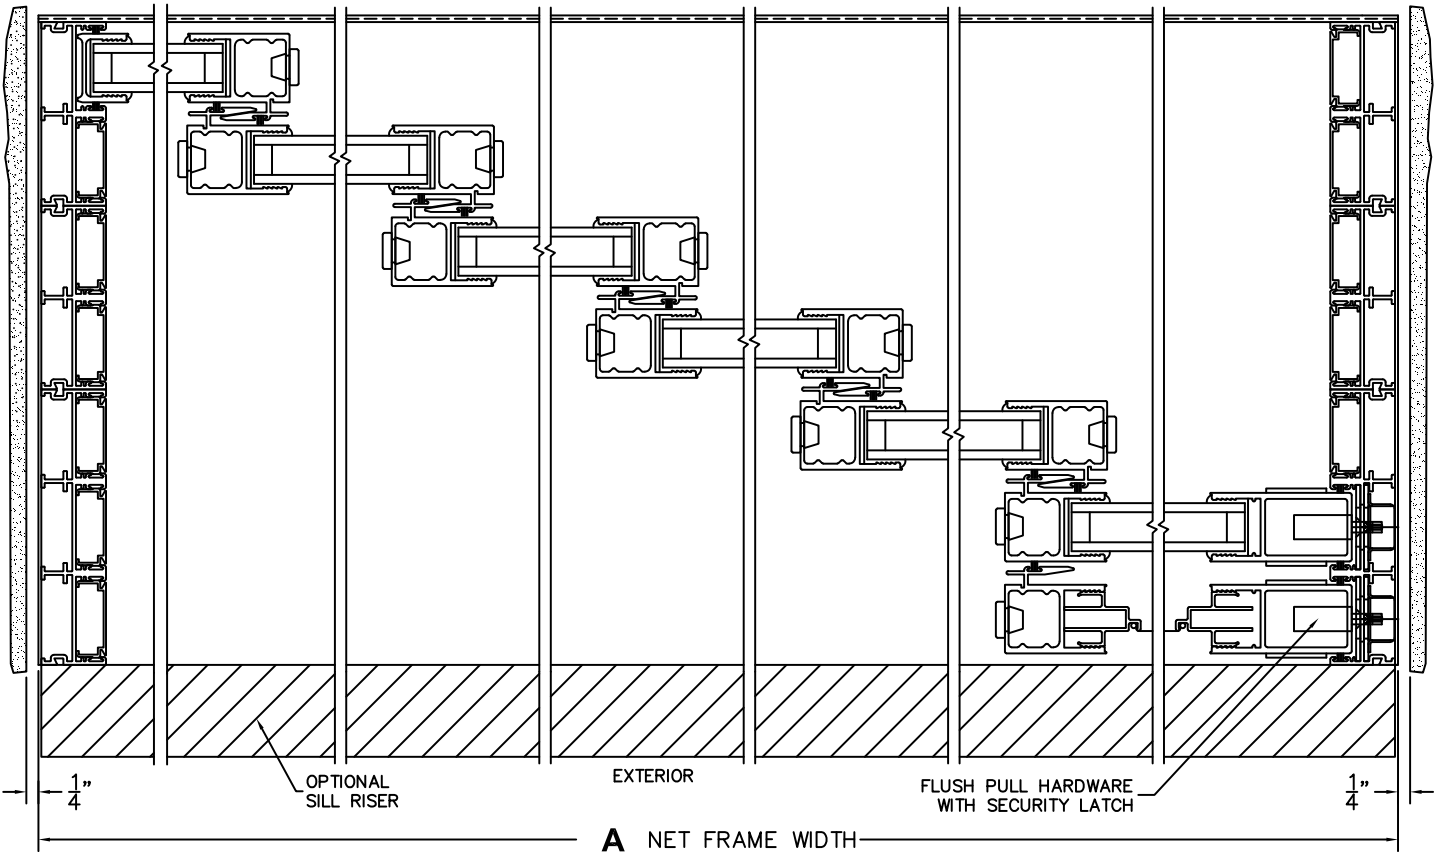 1/4"
OPTIONAL
SILL RISER
EXTERIOR
FLUSH PULL HARDWARE
WITH SECURITY LATCH
1/4"
A NET FRAME WIDTH